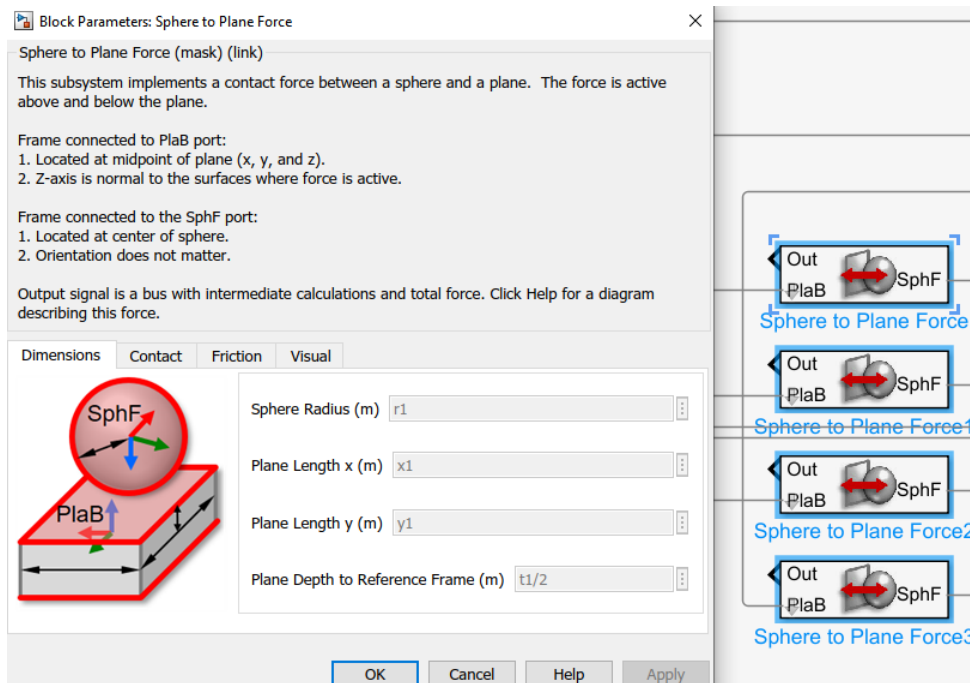 Block Parameters: Sphere to Plane Force
Sphere to Plane Force (mask) (link)
This subsystem implements a contact force between a sphere and a plane.  The force is active
above and below the plane.
Frame connected to PlaB port:
1. Located at midpoint of plane (x, y, and z).
2. Z-axis is normal to the surfaces where force is active.
Frame connected to the SphF port:
1. Located at center of sphere.
2. Orientation does not matter.
Output signal is a bus with intermediate calculations and total force. Click Help for a diagram
describing this force.
Dimensions Contact Friction Visual
SphF
PlaB
Sphere Radius (m) r1
Plane Length x (m) x1
Plane Length y (m) y1
Plane Depth to Reference Frame (m) t1/2
OK Cancel Help Apply
Out
PlaB
SphF
Sphere to Plane Force
Out
PlaB
SphF
Sphere to Plane Force1
Out
PlaB
SphF
Sphere to Plane Force2
Out
PlaB
SphF
Sphere to Plane Force3